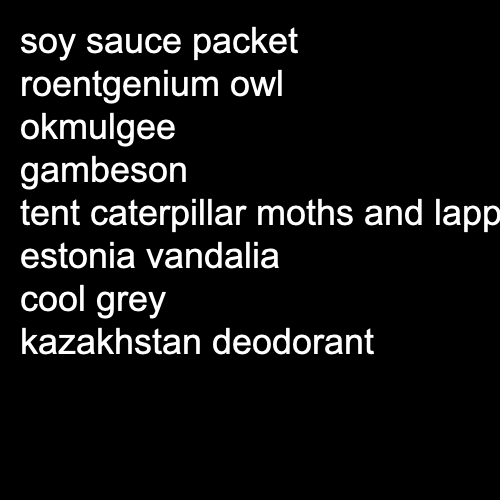 soy sauce packet
roentgenium owl
okmulgee
gambeson
tent caterpillar moths and lapp
estonia vandalia
cool grey
kazakhstan deodorant